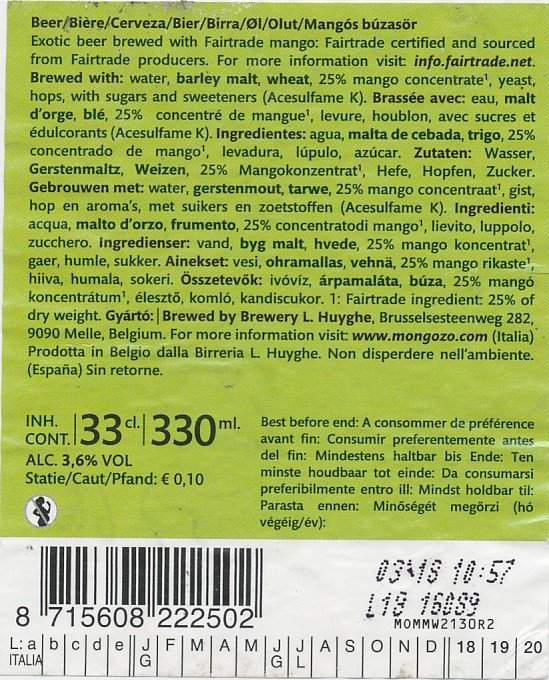 Beer/Bière/Cerveza/Bier/Birra/Øl/Olut/Mangós búzasör
Exotic beer brewed with Fairtrade mango: Fairtrade certified and sourced
from Fairtrade producers. For more information visit: info.fairtrade.net.
Brewed with: water, barley malt, wheat, 25% mango concentrate¹, yeast,
hops, with sugars and sweeteners (Acesulfame K). Brassée avec: eau, malt
d'orge, blé, 25% concentré de mangue¹, levure, houblon, avec sucres et
édulcorants (Acesulfame K). Ingredientes: agua, malta de cebada, trigo, 25%
concentrado de mango¹, levadura, lúpulo, azúcar. Zutaten: Wasser,
Gerstenmaltz, Weizen, 25% Mangokonzentrat¹, Hefe, Hopfen, Zucker.
Gebrouwen met: water, gerstenmout, tarwe, 25% mango concentraat¹, gist,
hop en aroma's, met suikers en zoetstoffen (Acesulfame K). Ingredienti:
acqua, malto d'orzo, frumento, 25% concentratodi mango¹, lievito, luppolo,
zucchero. Ingredienser: vand, byg malt, hvede, 25% mango koncentrat¹,
gaer, humle, sukker. Ainekset: vesi, ohramallas, vehnä, 25% mango rikaste¹,
hiiva, humala, sokeri. Összetevők: ivóvíz, árpamaláta, búza, 25% mangó
koncentrátum¹, élesztő, komló, kandiscukor. 1: Fairtrade ingredient: 25% of
dry weight. Gyártó: | Brewed by Brewery L. Huyghe, Brusselsesteenweg 282,
9090 Melle, Belgium. For more information visit: www.mongozo.com (Italia)
Prodotta in Belgio dalla Birreria L. Huyghe. Non disperdere nell'ambiente.
(España) Sin retorne.
INH.
CONT. | 33 cl. | 330 ml.
ALC. 3,6% VOL
Statie/Caut/Pfand: € 0,10
Best before end: A consommer de préférence
avant fin: Consumir preferentemente antes
del fin: Mindestens haltbar bis Ende: Ten
minste houdbaar tot einde: Da consumarsi
preferibilmente entro ill: Mindst holdbar til:
Parasta ennen: Minőségét megőrzi (hó
végéig/év):
03*18 10:57
L18 16089
MOMMW2130R2
8 715608 222502
L: a b c d e J F M A M J J A S O N D 18 19 20
ITALIA G G L